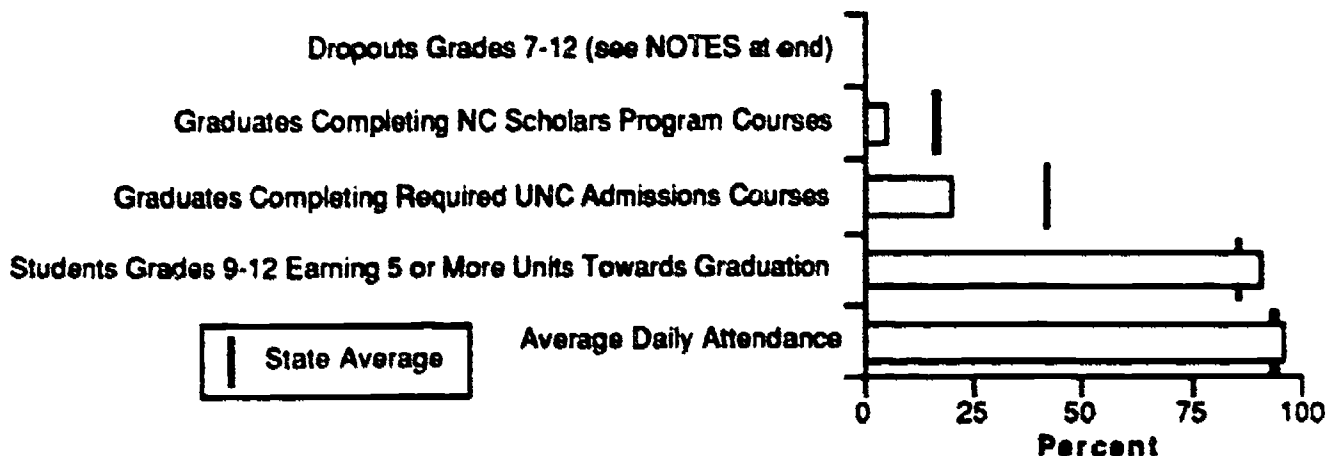 Dropouts Grades 7-12 (see NOTES at end)
Graduates Completing NC Scholars Program Courses
Graduates Completing Required UNC Admissions Courses
Students Grades 9-12 Earning 5 or More Units Towards Graduation
Average Daily Attendance
State Average
0 25 50 75 100
Percent